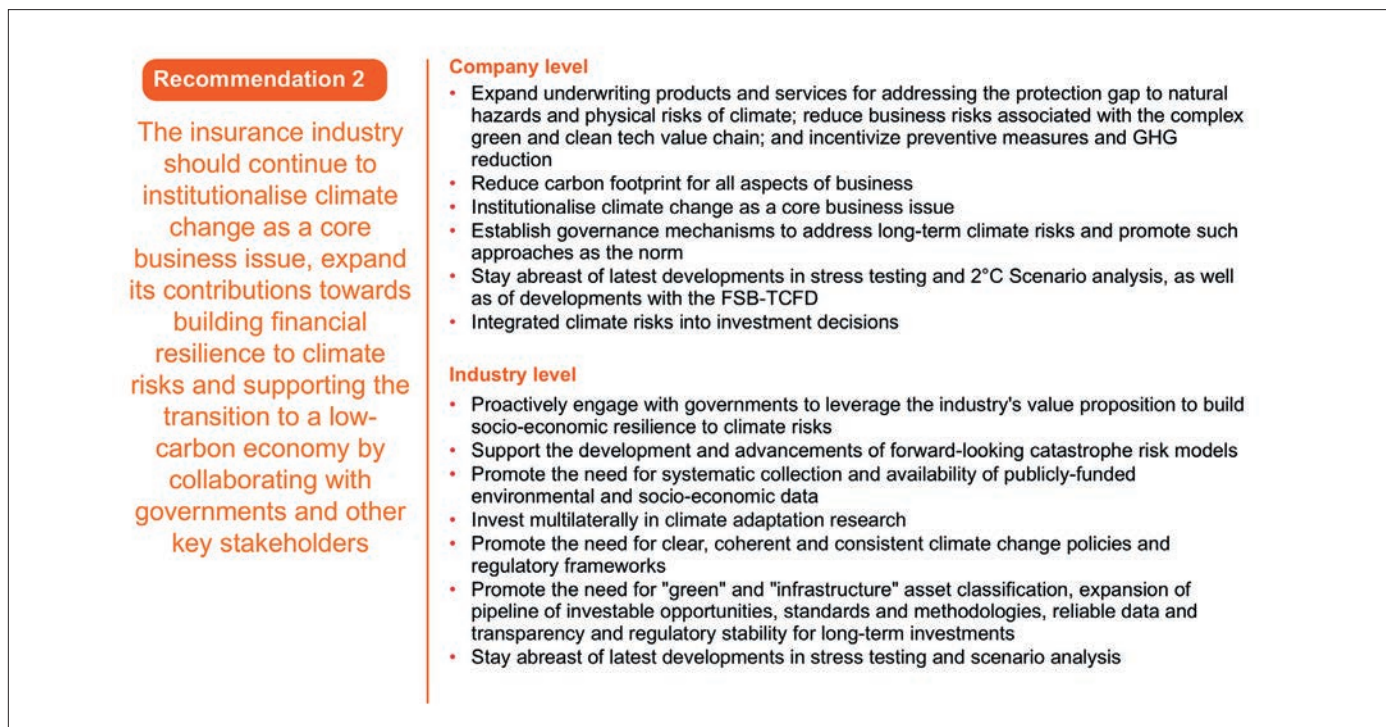 Recommendation 2
The insurance industry
should continue to
institutionalise climate
change as a core
business issue, expand
its contributions towards
building financial
resilience to climate
risks and supporting the
transition to a low-
carbon economy by
collaborating with
governments and other
key stakeholders
Company level
• Expand underwriting products and services for addressing the protection gap to natural
hazards and physical risks of climate; reduce business risks associated with the complex
green and clean tech value chain; and incentivize preventive measures and GHG
reduction
• Reduce carbon footprint for all aspects of business
• Institutionalise climate change as a core business issue
• Establish governance mechanisms to address long-term climate risks and promote such
approaches as the norm
• Stay abreast of latest developments in stress testing and 2°C Scenario analysis, as well
as of developments with the FSB-TCFD
• Integrated climate risks into investment decisions
Industry level
• Proactively engage with governments to leverage the industry's value proposition to build
socio-economic resilience to climate risks
• Support the development and advancements of forward-looking catastrophe risk models
• Promote the need for systematic collection and availability of publicly-funded
environmental and socio-economic data
• Invest multilaterally in climate adaptation research
• Promote the need for clear, coherent and consistent climate change policies and
regulatory frameworks
• Promote the need for "green" and "infrastructure" asset classification, expansion of
pipeline of investable opportunities, standards and methodologies, reliable data and
transparency and regulatory stability for long-term investments
• Stay abreast of latest developments in stress testing and scenario analysis